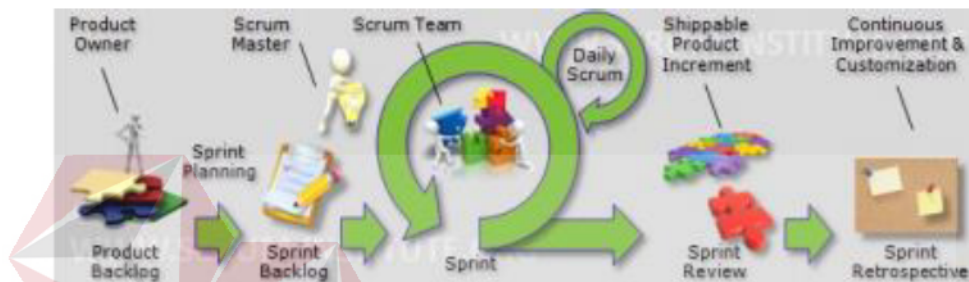 Product
Owner
Scrum
Master
Scrum Team
Daily
Scrum
Shippable
Product
Increment
Continuous
Improvement &
Customization
Sprint
Planning
Product
Backlog
Sprint
Backlog
Sprint
Sprint
Review
Sprint
Retrospective